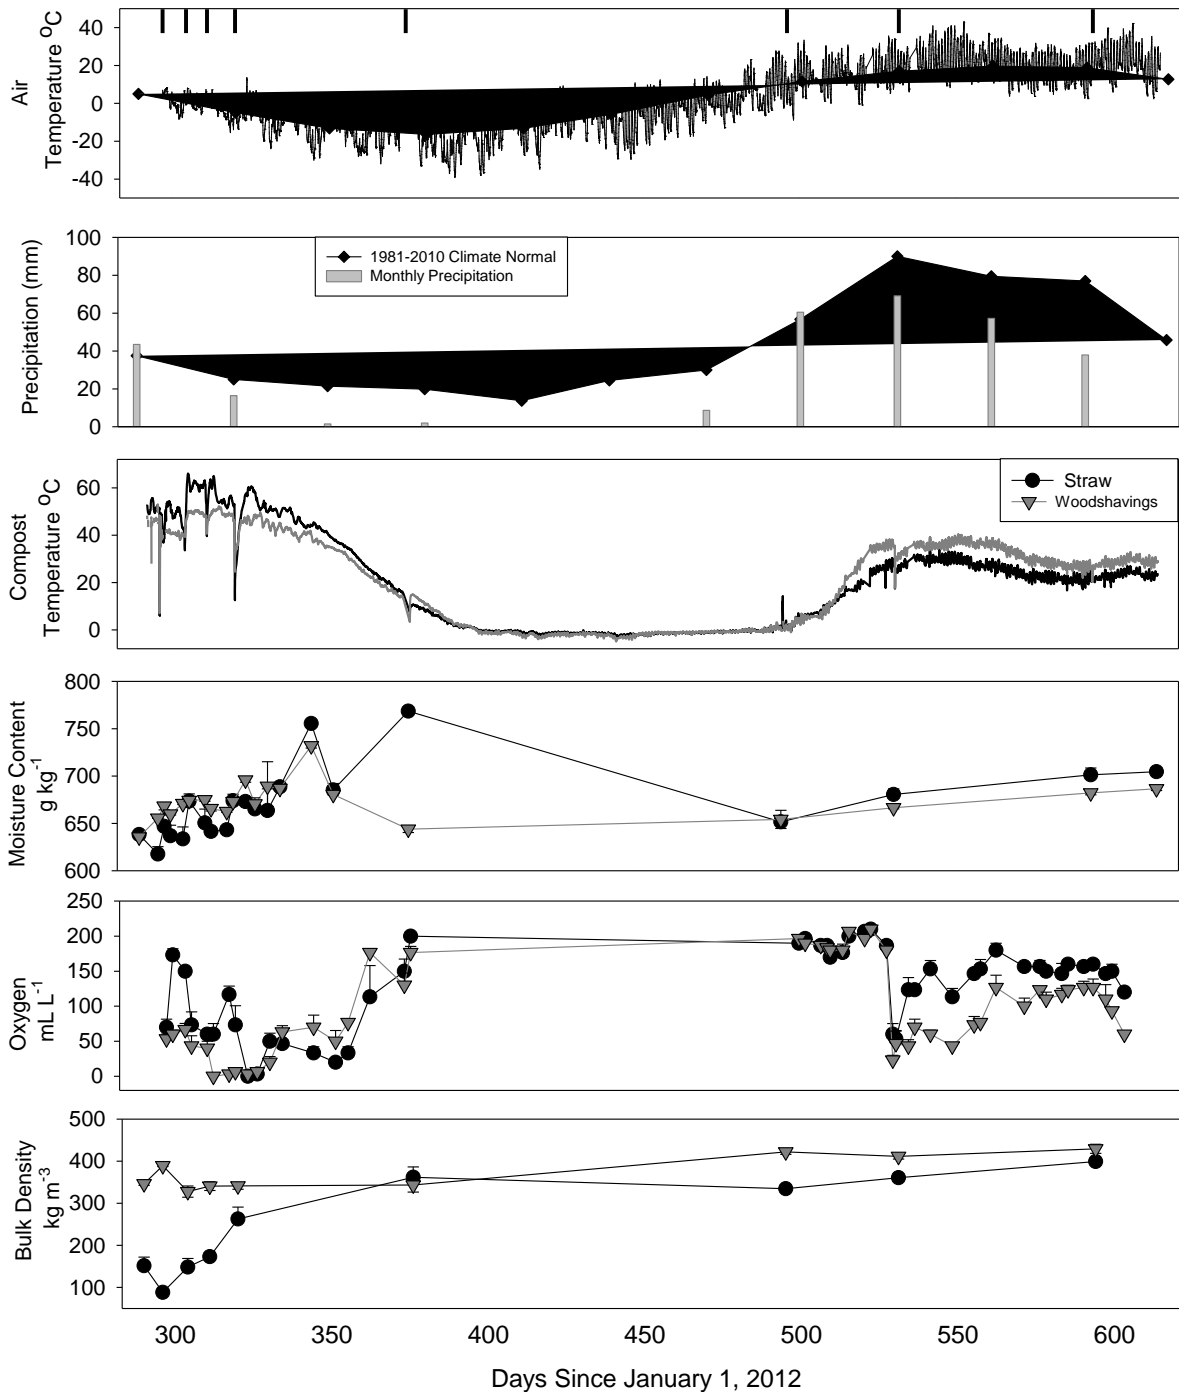 Air
Temperature ºC
40
20
0
-20
-40
Precipitation (mm)
100
80
60
40
20
0
1981-2010 Climate Normal
Monthly Precipitation
Compost
Temperature ºC
60
40
20
0
Straw
Woodshavings
Moisture Content
g kg-1
800
750
700
650
600
Oxygen
mL L-1
250
200
150
100
50
0
Bulk Density
kg m-3
500
400
300
200
100
300 350 400 450 500 550 600
Days Since January 1, 2012